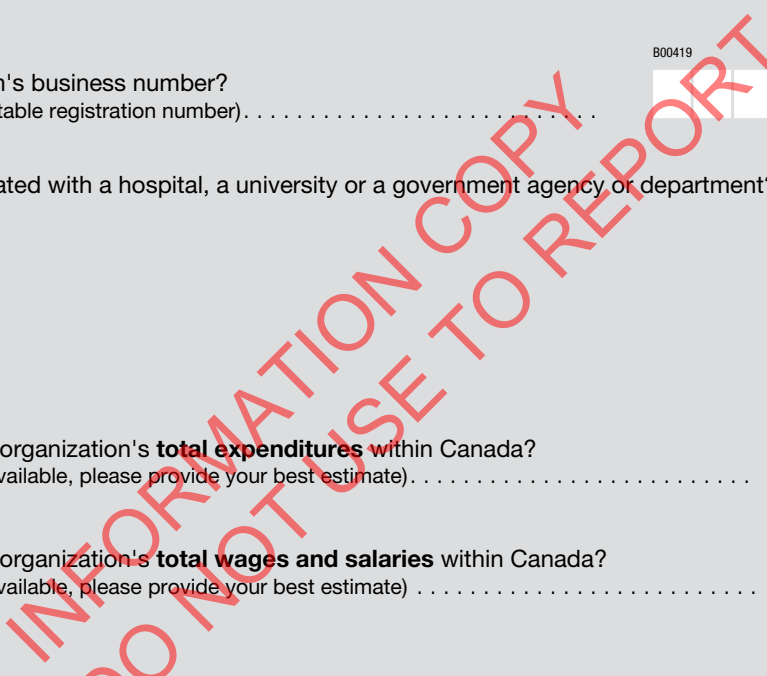 B00419
n's business number?
table registration number). . . . . . . . . . . . . . . . . . . . . . . . . . .
ated with a hospital, a university or a government agency or department?
organization's total expenditures within Canada?
vailable, please provide your best estimate). . . . . . . . . . . . . . . . . . . . . . . . . .
organization's total wages and salaries within Canada?
vailable, please provide your best estimate) . . . . . . . . . . . . . . . . . . . . . . . . . .
INFORMATION COPY
DO NOT USE TO REPORT